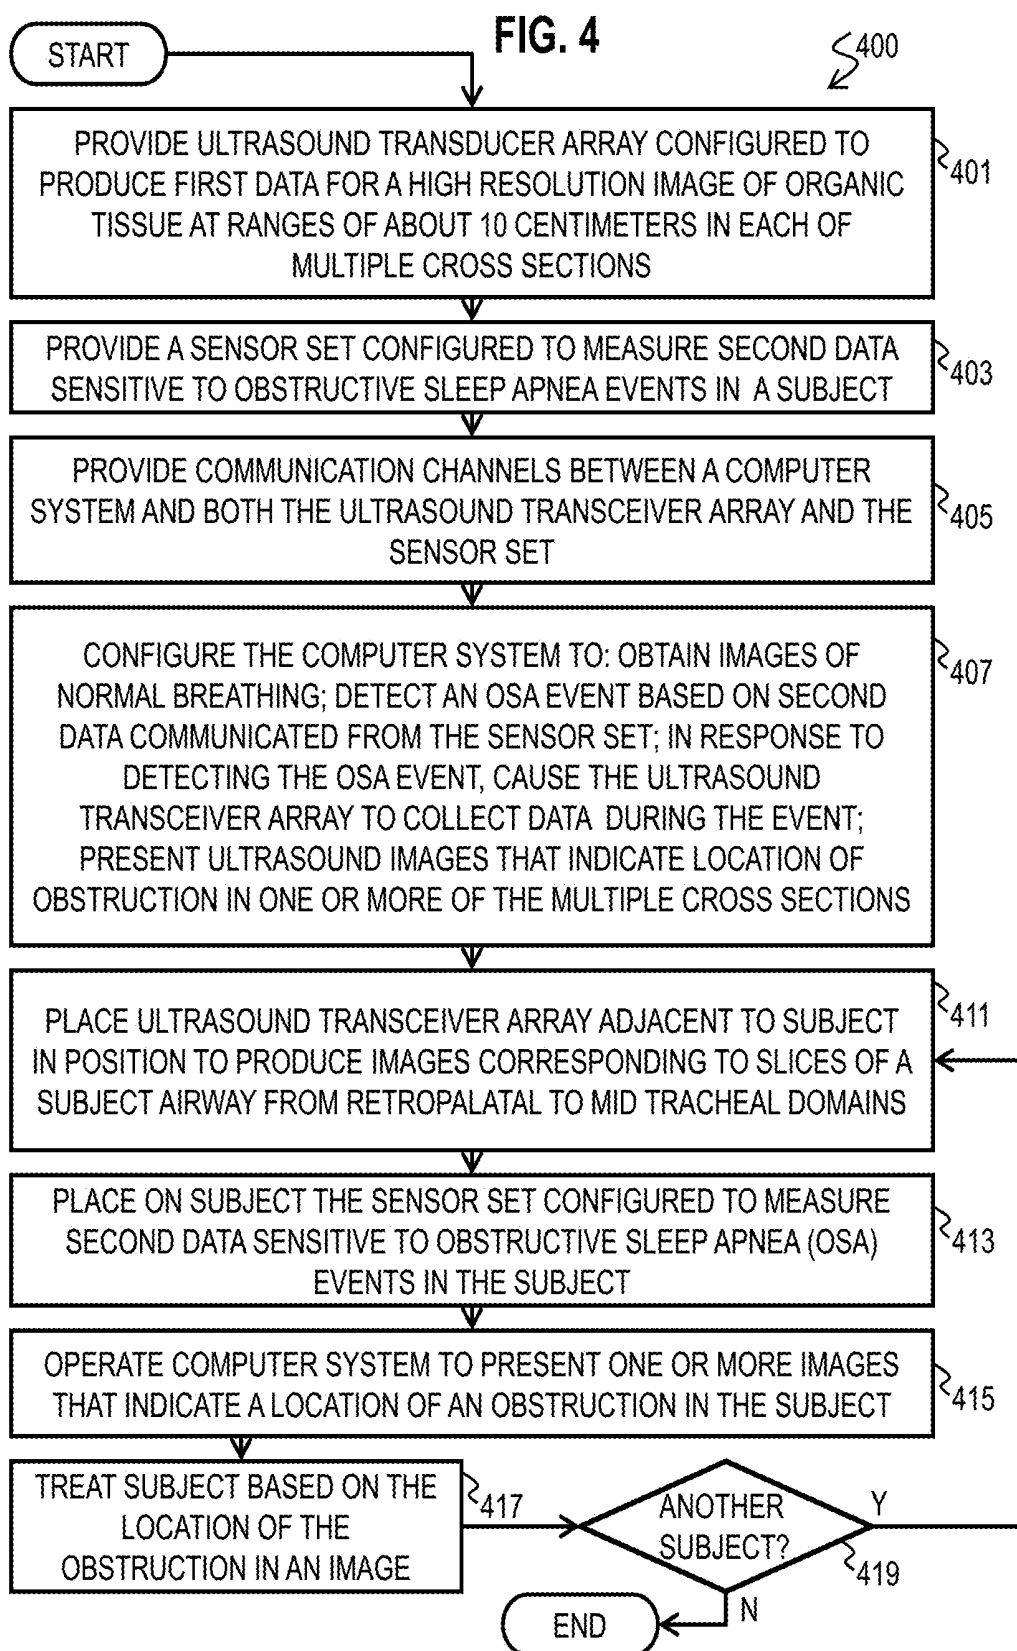 FIG. 4
START
400
PROVIDE ULTRASOUND TRANSDUCER ARRAY CONFIGURED TO
PRODUCE FIRST DATA FOR A HIGH RESOLUTION IMAGE OF ORGANIC
TISSUE AT RANGES OF ABOUT 10 CENTIMETERS IN EACH OF
MULTIPLE CROSS SECTIONS
401
PROVIDE A SENSOR SET CONFIGURED TO MEASURE SECOND DATA
SENSITIVE TO OBSTRUCTIVE SLEEP APNEA EVENTS IN A SUBJECT
403
PROVIDE COMMUNICATION CHANNELS BETWEEN A COMPUTER
SYSTEM AND BOTH THE ULTRASOUND TRANSCEIVER ARRAY AND THE
SENSOR SET
405
CONFIGURE THE COMPUTER SYSTEM TO: OBTAIN IMAGES OF
NORMAL BREATHING; DETECT AN OSA EVENT BASED ON SECOND
DATA COMMUNICATED FROM THE SENSOR SET; IN RESPONSE TO
DETECTING THE OSA EVENT, CAUSE THE ULTRASOUND
TRANSCEIVER ARRAY TO COLLECT DATA DURING THE EVENT;
PRESENT ULTRASOUND IMAGES THAT INDICATE LOCATION OF
OBSTRUCTION IN ONE OR MORE OF THE MULTIPLE CROSS SECTIONS
407
PLACE ULTRASOUND TRANSCEIVER ARRAY ADJACENT TO SUBJECT
IN POSITION TO PRODUCE IMAGES CORRESPONDING TO SLICES OF A
SUBJECT AIRWAY FROM RETROPALATAL TO MID TRACHEAL DOMAINS
411
PLACE ON SUBJECT THE SENSOR SET CONFIGURED TO MEASURE
SECOND DATA SENSITIVE TO OBSTRUCTIVE SLEEP APNEA (OSA)
EVENTS IN THE SUBJECT
413
OPERATE COMPUTER SYSTEM TO PRESENT ONE OR MORE IMAGES
THAT INDICATE A LOCATION OF AN OBSTRUCTION IN THE SUBJECT
415
TREAT SUBJECT BASED ON THE
LOCATION OF THE
OBSTRUCTION IN AN IMAGE
417
ANOTHER
SUBJECT?
Y
419
N
END